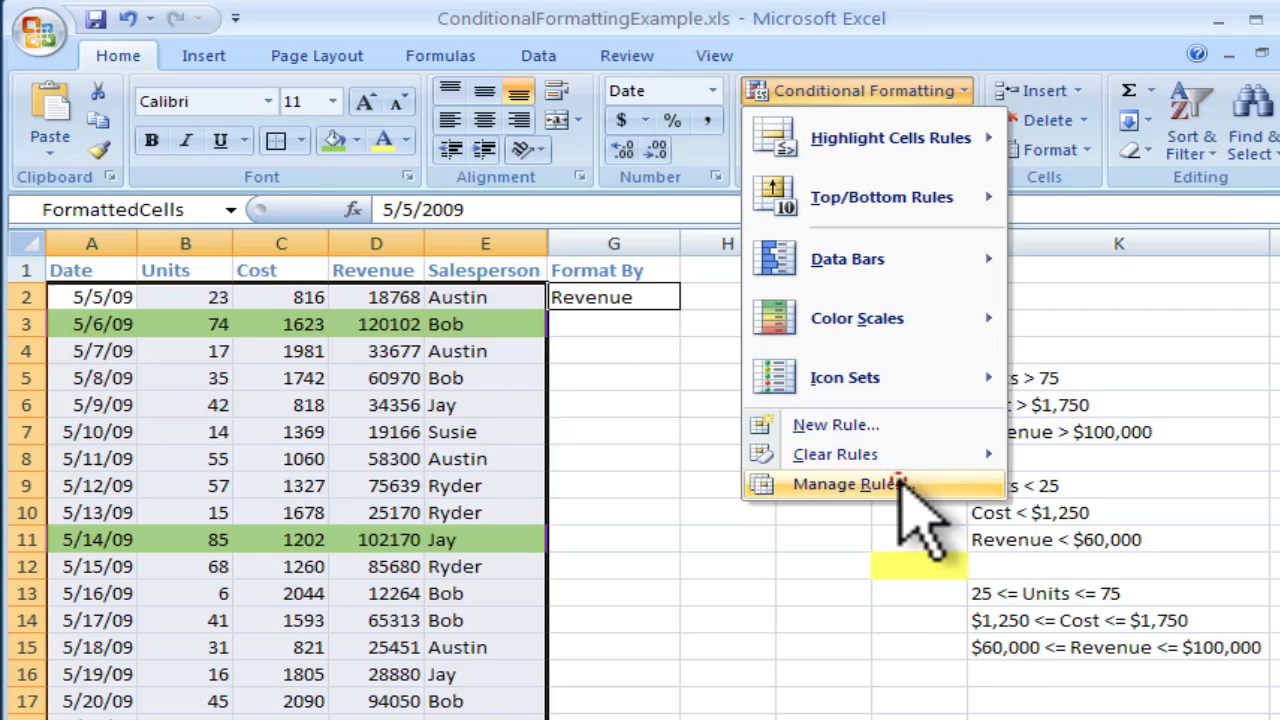 ConditionalFormattingExample.xls - Microsoft Excel
Home Insert Page Layout Formulas Data Review View
Paste Calibri 11 Date Conditional Formatting Insert
B I U $ % , Delete Sort & Filter Find & Select
Format
Clipboard Font Alignment Number Cells Editing
Highlight Cells Rules
Top/Bottom Rules
Data Bars
Color Scales
Icon Sets
New Rule...
Clear Rules
Manage
FormattedCells fx 5/5/2009
A B C D E G H K
1 Date Units Cost Revenue Salesperson Format By
2 5/5/09 23 816 18768 Austin Revenue
3 5/6/09 74 1623 120102 Bob
4 5/7/09 17 1981 33677 Austin
5 5/8/09 35 1742 60970 Bob > 75
6 5/9/09 42 818 34356 Jay > $1,750
7 5/10/09 14 1369 19166 Susie > $100,000
8 5/11/09 55 1060 58300 Austin
9 5/12/09 57 1327 75639 Ryder < 25
10 5/13/09 15 1678 25170 Ryder Cost < $1,250
11 5/14/09 85 1202 102170 Jay Revenue < $60,000
12 5/15/09 68 1260 85680 Ryder
13 5/16/09 6 2044 12264 Bob 25 <= Units <= 75
14 5/17/09 41 1593 65313 Bob $1,250 <= Cost <= $1,750
15 5/18/09 31 821 25451 Austin $60,000 <= Revenue <= $100,000
16 5/19/09 16 1805 28880 Jay
17 5/20/09 45 2090 94050 Bob